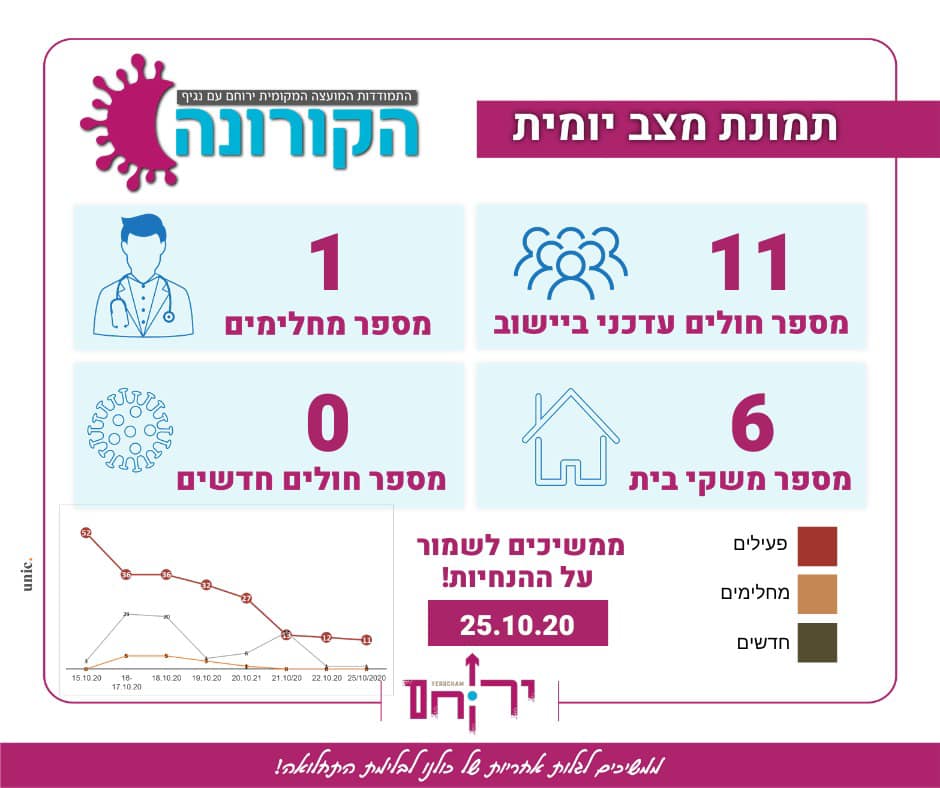 התמודדות המועצה המקומית ירוחם עם נגיף
הקורונה
תמונת מצב יומית
11
מספר חולים עדכני ביישוב
1
מספר מחלימים
6
מספר משקי בית
0
מספר חולים חדשים
פעילים
מחלימים
חדשים
ממשיכים לשמור
על ההנחיות!
25.10.20
52
36
36
32
27
13
12
11
15.10.20
16-
17.10.20
18.10.20
19.10.20
20.10.21
21.10/20
22.10.20
25/10/2020
unic.
YERUCHAM
ירוחם
ממשיכים לגלות אחריות של כולנו לבלימת התחלואה!